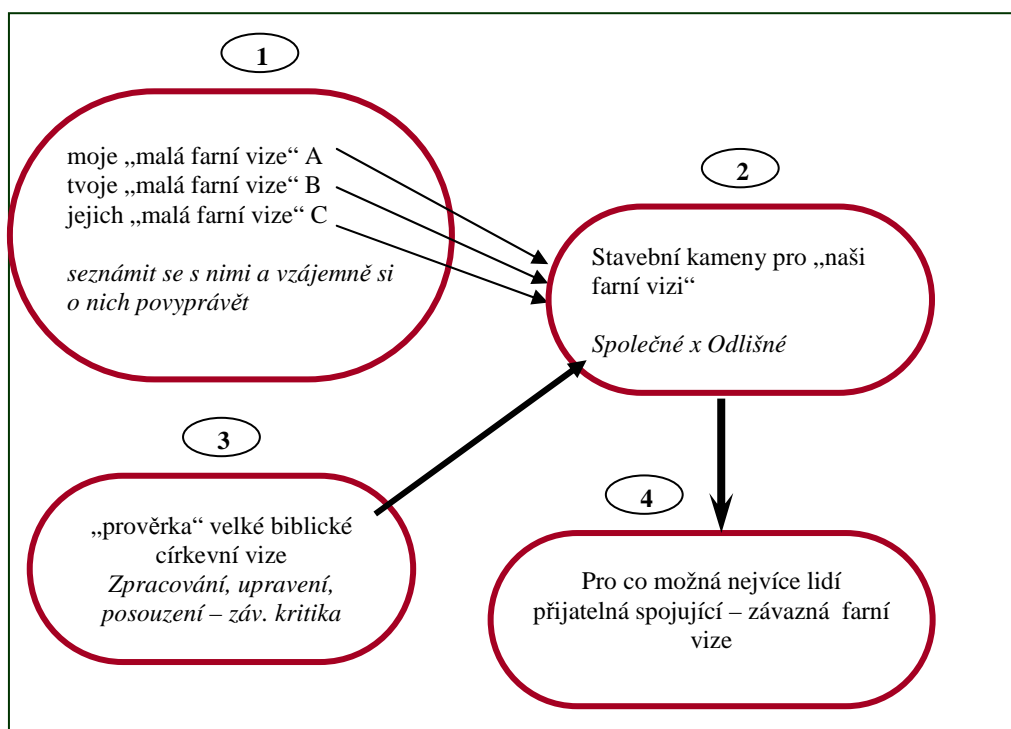 1
moje „malá farní vize“ A
tvoje „malá farní vize“ B
jejich „malá farní vize“ C
seznámit se s nimi a vzájemně si
o nich povyprávět
2
Stavební kameny pro „naši
farní vizi“
Společné x Odlišné
3
„prověrka“ velké biblické
církevní vize
Zpracování, upravení,
posouzení – záv. kritika
4
Pro co možná nejvíce lidí
přijatelná spojující – závazná farní
vize